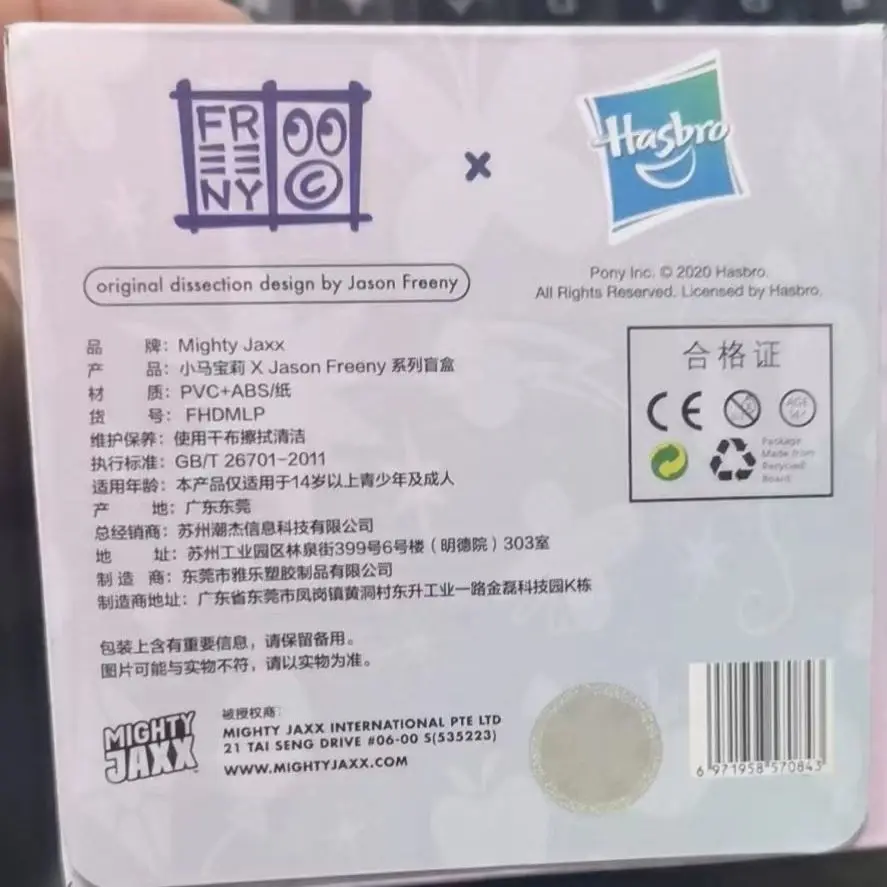 FREENY
©
x
Hasbro
original dissection design by Jason Freeny
Pony Inc. © 2020 Hasbro.
All Rights Reserved. Licensed by Hasbro.
品 牌：Mighty Jaxx
产 品：小马宝莉 X Jason Freeny 系列盲盒
材 质：PVC+ABS/纸
货 号：FHDMLP
维护保养：使用干布擦拭清洁
执行标准：GB/T 26701-2011
适用年龄：本产品仅适用于14岁以上青少年及成人
产 地：广东东莞
总经销商：苏州潮杰信息科技有限公司
地 址：苏州工业园区林泉街399号6号楼（明德院）303室
制 造 商：东莞市雅乐塑胶制品有限公司
制造商地址：广东省东莞市凤岗镇黄洞村东升工业一路金磊科技园K栋
合格证
CE
AGE
Package
Made from
Recycled
Board
包装上含有重要信息，请保留备用。
图片可能与实物不符，请以实物为准。
MIGHTY
JAXX
被授权商：
MIGHTY JAXX INTERNATIONAL PTE LTD
21 TAI SENG DRIVE #06-00 S(535223)
WWW.MIGHTYJAXX.COM
6 971958 570843